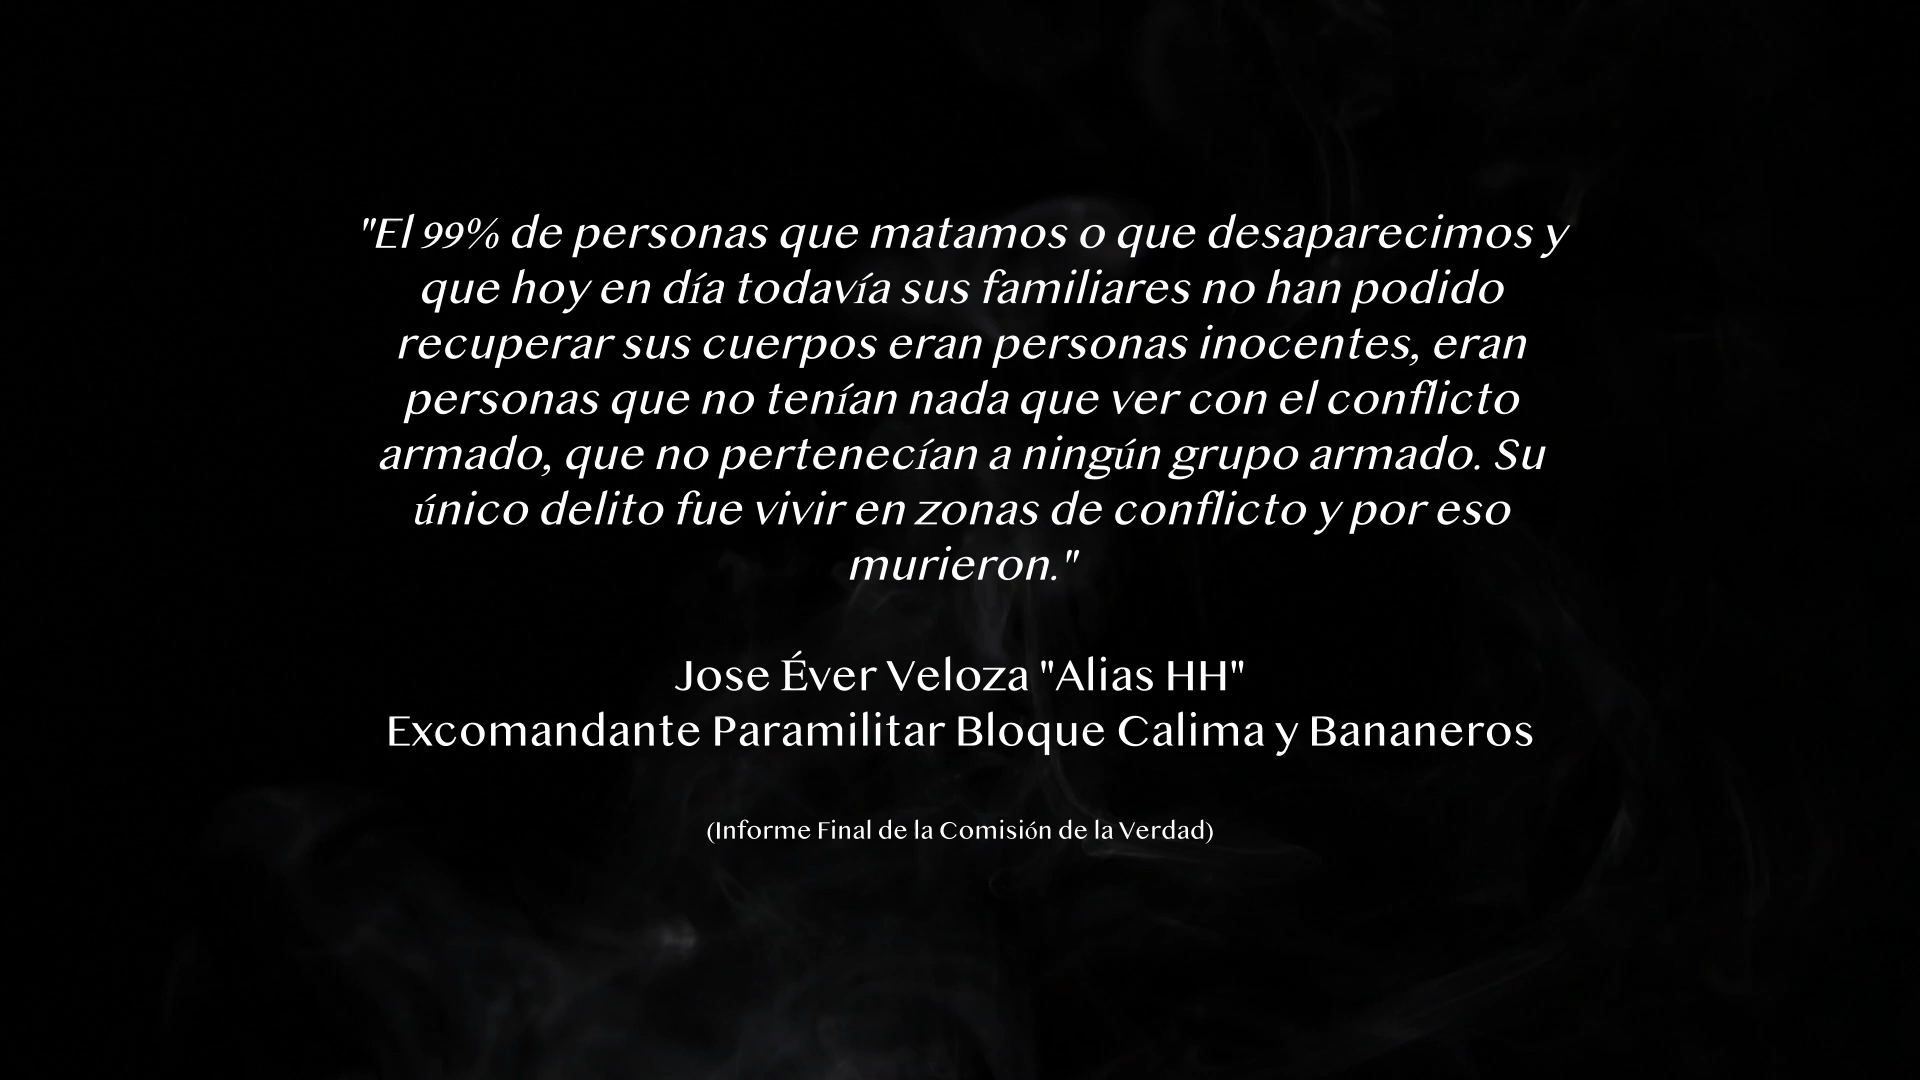 "El 99% de personas que matamos o que desaparecimos y
que hoy en día todavía sus familiares no han podido
recuperar sus cuerpos eran personas inocentes, eran
personas que no tenían nada que ver con el conflicto
armado, que no pertenecían a ningún grupo armado. Su
único delito fue vivir en zonas de conflicto y por eso
murieron."
Jose Éver Veloza "Alias HH"
Excomandante Paramilitar Bloque Calima y Bananeros
(Informe Final de la Comisión de la Verdad)